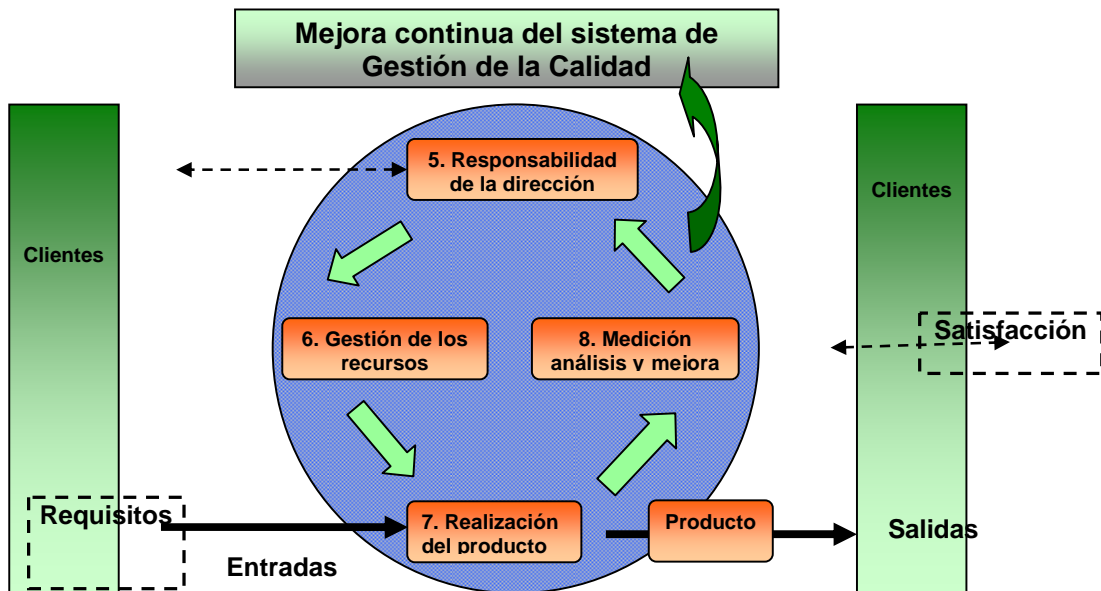 Mejora continua del sistema de
Gestión de la Calidad
5. Responsabilidad
de la dirección
Clientes
Clientes
6. Gestión de los
recursos
8. Medición
análisis y mejora
Satisfacción
Requisitos
Entradas
7. Realización
del producto
Producto
Salidas